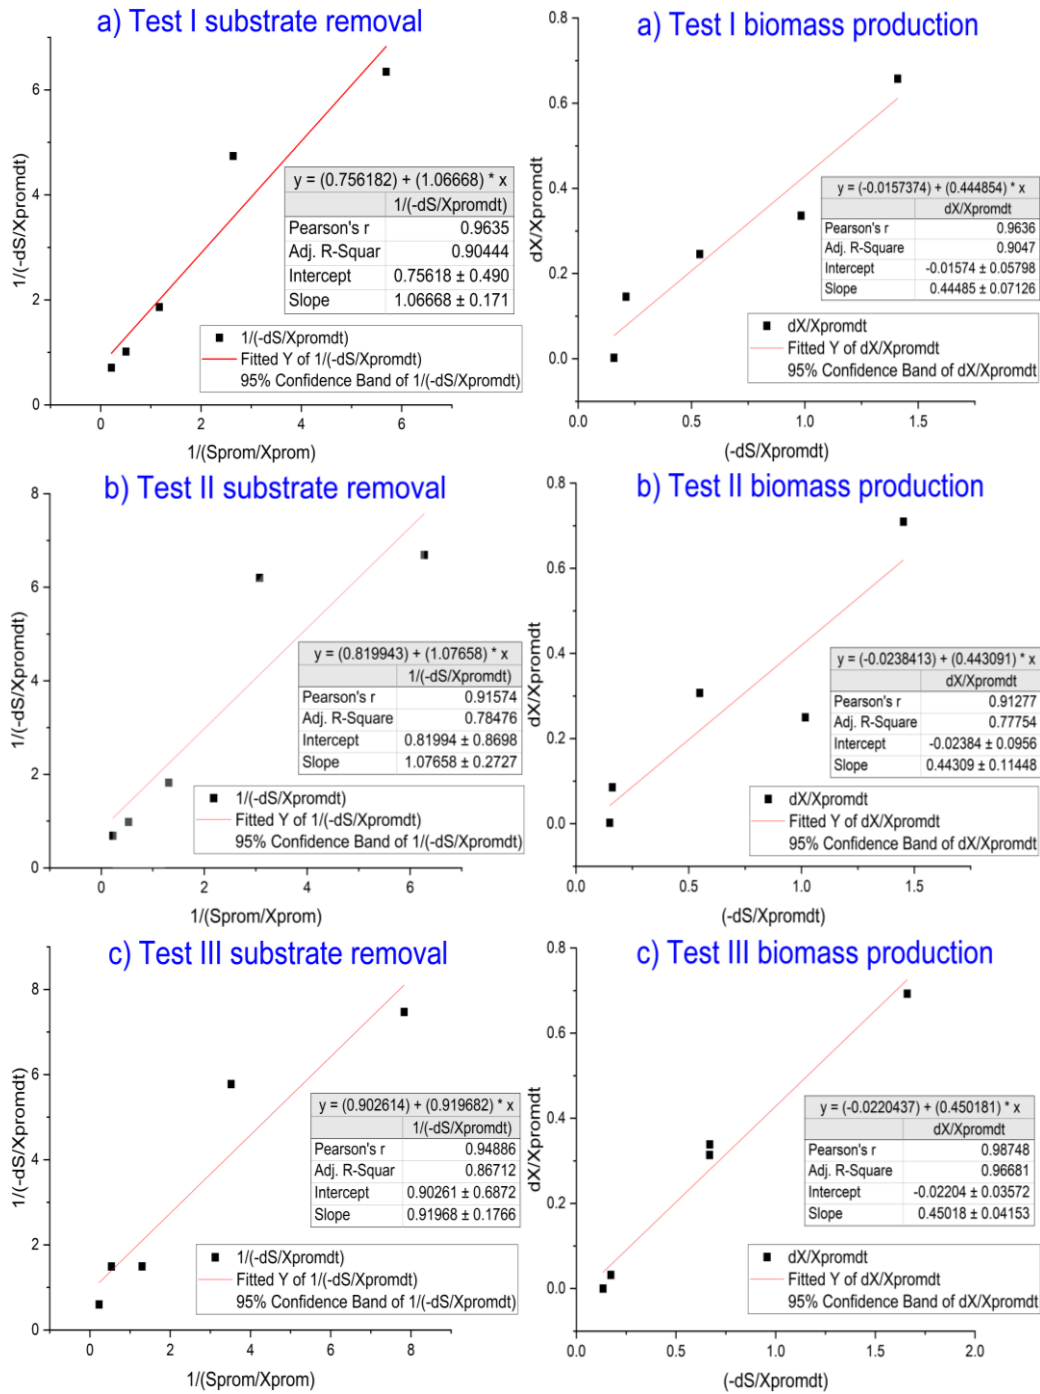 a) Test I substrate removal
1/(-dS/Xpromdt)
6
4
2
0
y = (0.756182) + (1.06668) * x
1/(-dS/Xpromdt)
Pearson's r 0.9635
Adj. R-Squar 0.90444
Intercept 0.75618 ± 0.490
Slope 1.06668 ± 0.171
1/(-dS/Xpromdt)
Fitted Y of 1/(-dS/Xpromdt)
95% Confidence Band of 1/(-dS/Xpromdt)
0 2 4 6
1/(Sprom/Xprom)
a) Test I biomass production
dX/Xpromdt
0.8
0.6
0.4
0.2
0.0
y = (-0.0157374) + (0.444854) * x
dX/Xpromdt
Pearson's r 0.9636
Adj. R-Square 0.9047
Intercept -0.01574 ± 0.05798
Slope 0.44485 ± 0.07126
dX/Xpromdt
Fitted Y of dX/Xpromdt
95% Confidence Band of dX/Xpromdt
0.0 0.5 1.0 1.5
(-dS/Xpromdt)
b) Test II substrate removal
1/(-dS/Xpromdt)
8
6
4
2
0
y = (0.819943) + (1.07658) * x
1/(-dS/Xpromdt)
Pearson's r 0.91574
Adj. R-Square 0.78476
Intercept 0.81994 ± 0.8698
Slope 1.07658 ± 0.2727
1/(-dS/Xpromdt)
Fitted Y of 1/(-dS/Xpromdt)
95% Confidence Band of 1/(-dS/Xpromdt)
0 2 4 6
1/(Sprom/Xprom)
b) Test II biomass production
dX/Xpromdt
0.8
0.6
0.4
0.2
0.0
y = (-0.0238413) + (0.443091) * x
dX/Xpromdt
Pearson's r 0.91277
Adj. R-Square 0.77754
Intercept -0.02384 ± 0.0956
Slope 0.44309 ± 0.11448
dX/Xpromdt
Fitted Y of dX/Xpromdt
95% Confidence Band of dX/Xpromdt
0.0 0.5 1.0 1.5
(-dS/Xpromdt)
c) Test III substrate removal
1/(-dS/Xpromdt)
8
6
4
2
0
y = (0.902614) + (0.919682) * x
1/(-dS/Xpromdt)
Pearson's r 0.94886
Adj. R-Squar 0.86712
Intercept 0.90261 ± 0.6872
Slope 0.91968 ± 0.1766
1/(-dS/Xpromdt)
Fitted Y of 1/(-dS/Xpromdt)
95% Confidence Band of 1/(-dS/Xpromdt)
0 2 4 6 8
1/(Sprom/Xprom)
c) Test III biomass production
dX/Xpromdt
0.8
0.6
0.4
0.2
0.0
y = (-0.0220437) + (0.450181) * x
dX/Xpromdt
Pearson's r 0.98748
Adj. R-Square 0.96681
Intercept -0.02204 ± 0.03572
Slope 0.45018 ± 0.04153
dX/Xpromdt
Fitted Y of dX/Xpromdt
95% Confidence Band of dX/Xpromdt
0.0 0.5 1.0 1.5 2.0
(-dS/Xpromdt)